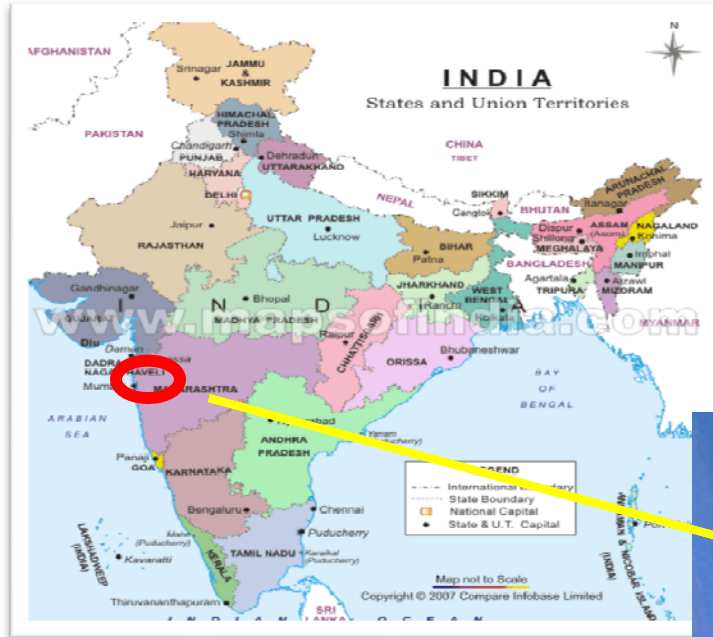 N
AFGHANISTAN
JAMMU
&
KASHMIR
Srinagar
INDIA
States and Union Territories
HIMACHAL
PRADESH
Shimla
PAKISTAN
Chandigarh
PUNJAB
Dehradun
UTTARAKHAND
CHINA
TIBET
HARYANA
DELHI
ARUNACHAL
PRADESH
Itanagar
SIKKIM
Gangtok
NEPAL
BHUTAN
UTTAR PRADESH
Lucknow
Jaipur
RAJASTHAN
Dispur
ASSAM
(Asom)
NAGALAND
Kohima
Shillong
MEGHALAYA
Imphal
MANIPUR
BIHAR
Patna
BANGLADESH
Agartala
TRIPURA
Aizawl
MIZORAM
JHARKHAND
Ranchi
WEST
BENGAL
Kolkata
Gandhinagar
GUJARAT
I N D I A
Bhopal
MADHYA PRADESH
www.mapsofindia.com
MYANMAR
Raipur
CHHATTISGARH
ORISSA
Bhubaneshwar
Diu
Daman
DADRA
NAGAR HAVELI
MAHARASHTRA
BAY
OF
BENGAL
ARABIAN
SEA
ANDHRA
PRADESH
Yanam
(Puducherry)
Panaji
GOA
KARNATAKA
LEGEND
International Boundary
State Boundary
National Capital
State & U.T. Capital
Bengaluru
Chennai
Mahe
(Puducherry)
Puducherry
TAMIL NADU
Karaikal
(Puducherry)
KERALA
LAKSHADWEEP
(INDIA)
Kavaratti
ANDAMAN & NICOBAR ISLAND
(INDIA)
Map not to Scale
Copyright © 2007 Compare Infobase Limited
Thiruvananthapuram
SRI
LANKA
INDIAN OCEAN